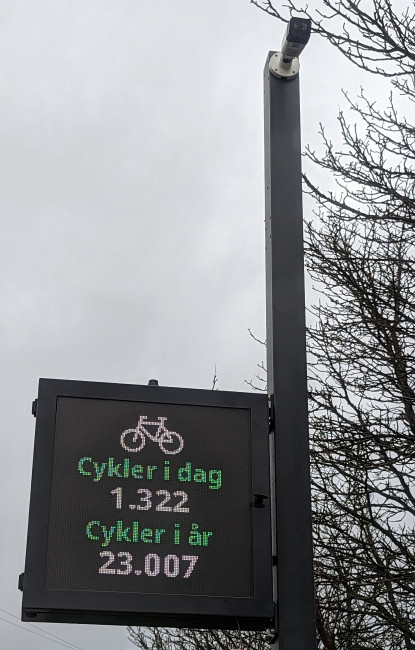 Cykler i dag
1.322
Cykler i år
23.007